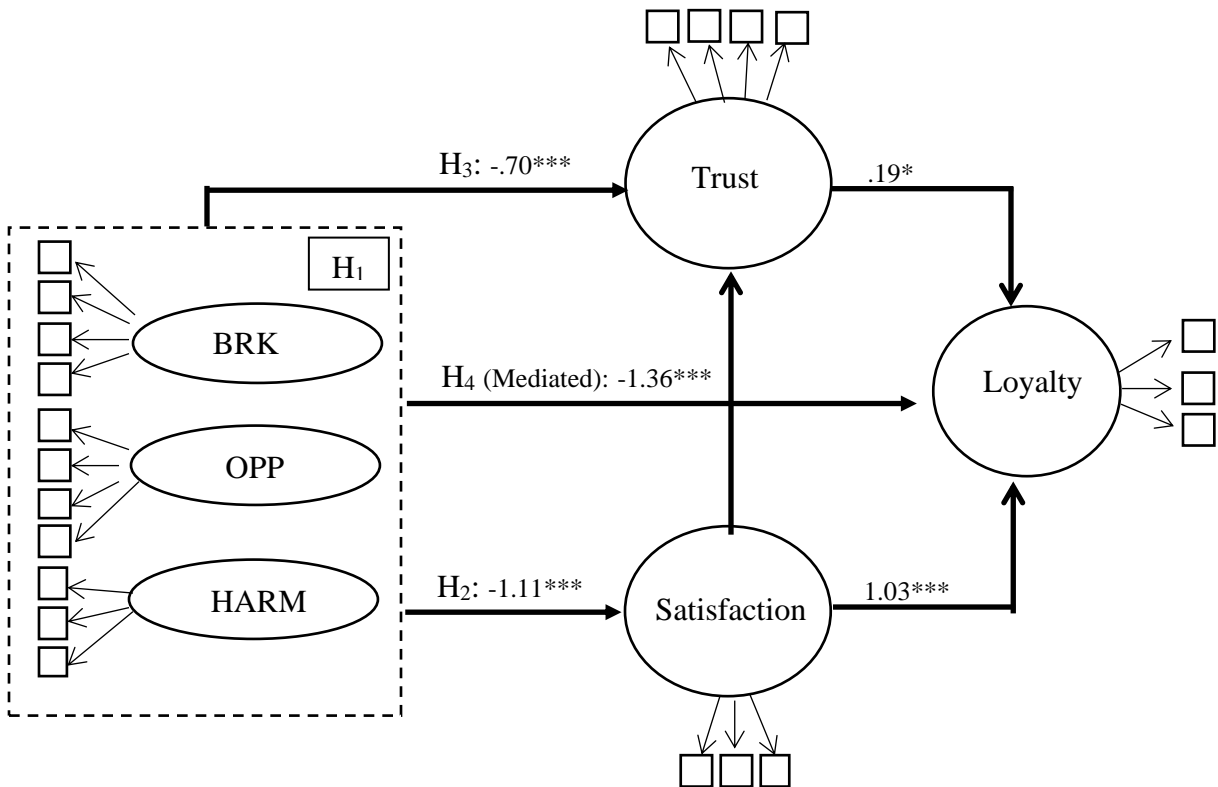 Trust
H₃: -.70***
.19*
H₁
BRK
H₄ (Mediated): -1.36***
Loyalty
OPP
HARM
H₂: -1.11***
Satisfaction
1.03***